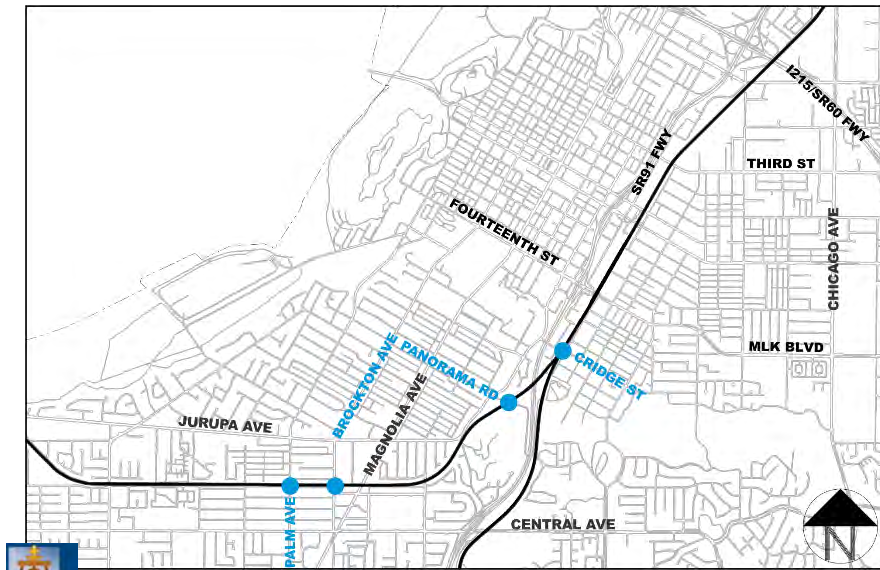 I215/SR60 FWY
SR91 FWY
THIRD ST
FOURTEENTH ST
CHICAGO AVE
MLK BLVD
BROCKTON AVE
PANORAMA RD
CRIDGE ST
MAGNOLIA AVE
JURUPA AVE
PALM AVE
CENTRAL AVE
N